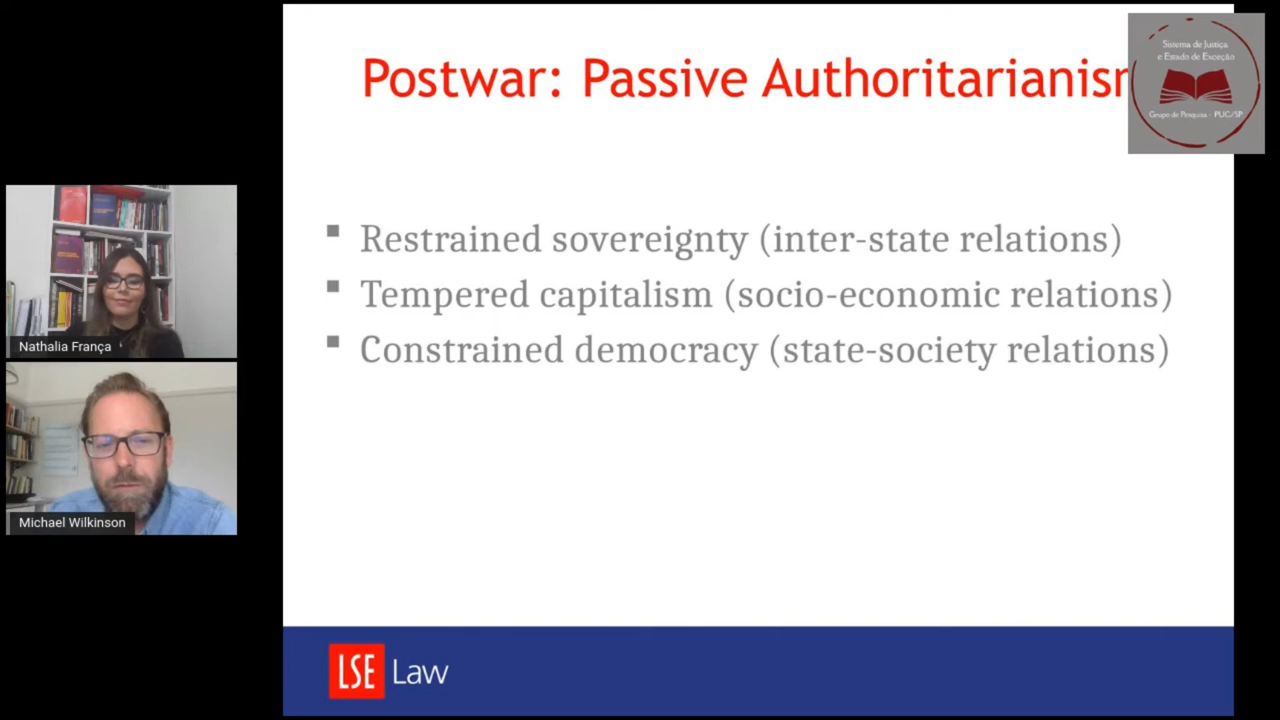 Postwar: Passive Authoritarianism
Sistema de Justiça
e Estado de Exceção
Grupo de Pesquisa - PUC/SP
Restrained sovereignty (inter-state relations)
Tempered capitalism (socio-economic relations)
Constrained democracy (state-society relations)
Nathalia França
Michael Wilkinson
LSE Law